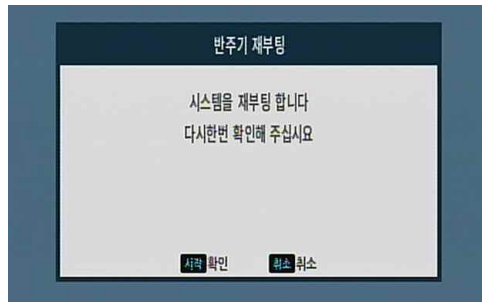 반주기 재부팅
시스템을 재부팅 합니다
다시한번 확인해 주십시요
시작 확인 취소 취소